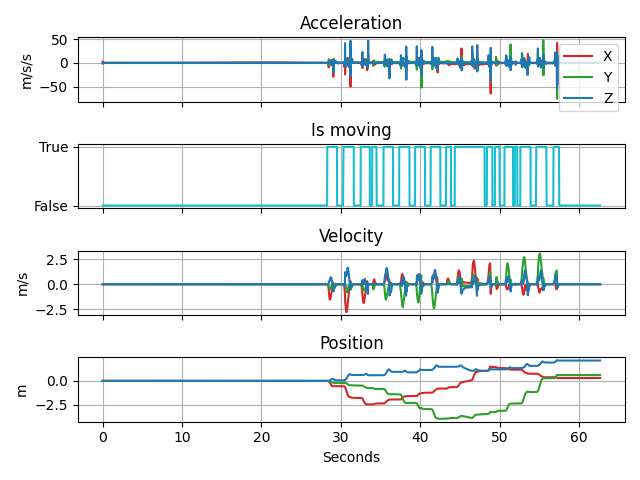 Acceleration
50
0
−50
m/s/s
X
Y
Z
Is moving
True
False
Velocity
2.5
0.0
−2.5
m/s
Position
0.0
−2.5
m
0 10 20 30 40 50 60
Seconds